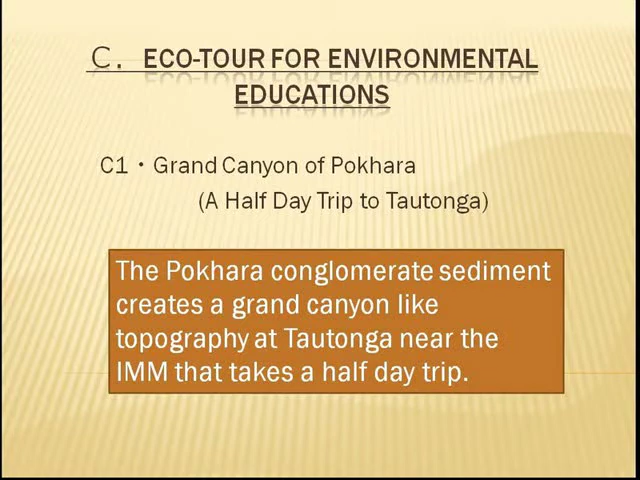 C. ECO-TOUR FOR ENVIRONMENTAL
EDUCATIONS
C1・Grand Canyon of Pokhara
(A Half Day Trip to Tautonga)
The Pokhara conglomerate sediment
creates a grand canyon like
topography at Tautonga near the
IMM that takes a half day trip.